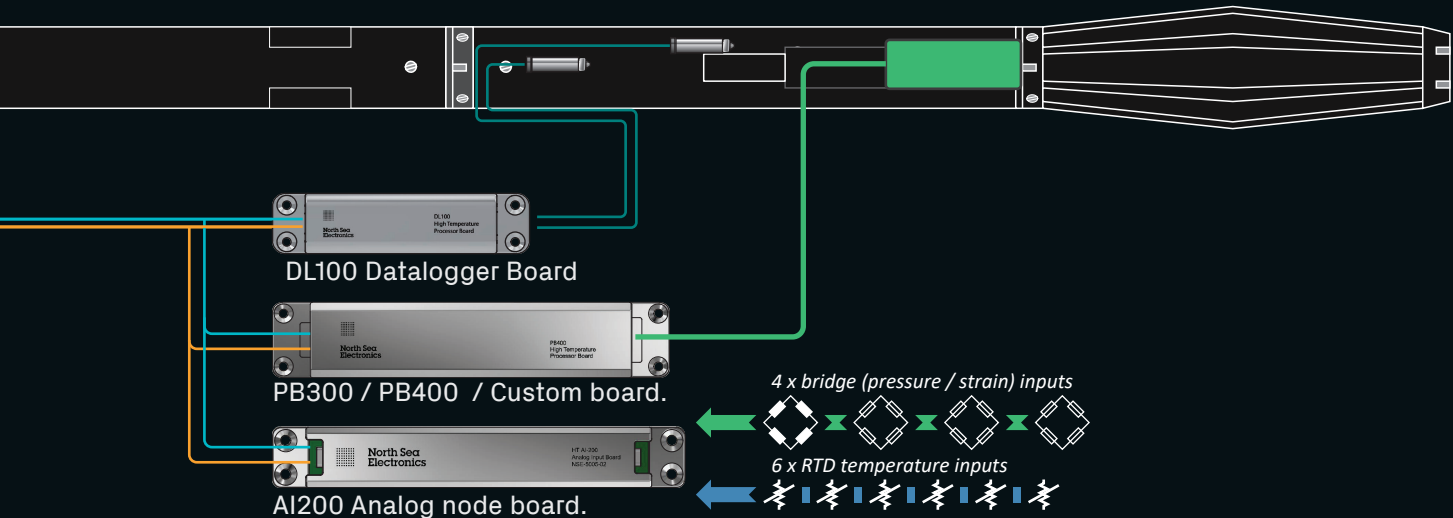 North Sea
Electronics
DL100
High Temperature
Processor Board
DL100 Datalogger Board
North Sea
Electronics
PB400
High Temperature
Processor Board
PB300 / PB400 / Custom board.
4 x bridge (pressure / strain) inputs
North Sea
Electronics
HT AI-200
Analog Input Board
6 x RTD temperature inputs
AI200 Analog node board.